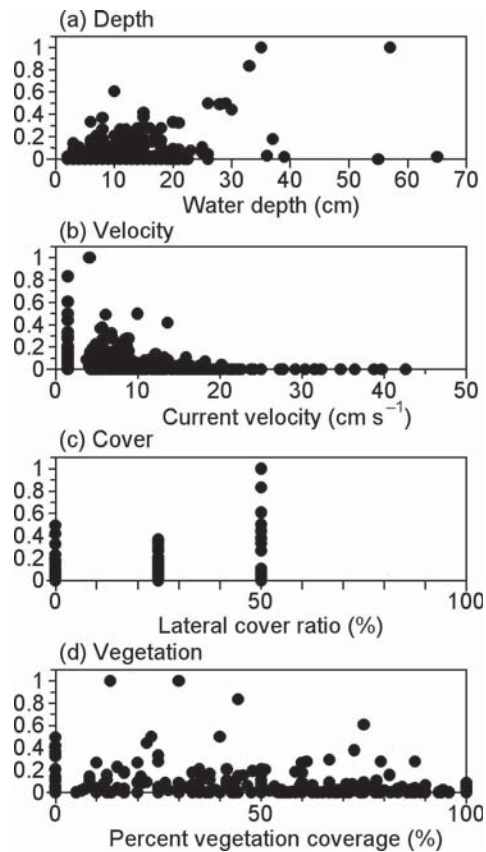 (a) Depth
1
0.8
0.6
0.4
0.2
0
0 10 20 30 40 50 60 70
Water depth (cm)
(b) Velocity
1
0.8
0.6
0.4
0.2
0
0 10 20 30 40 50
Current velocity (cm s⁻¹)
(c) Cover
1
0.8
0.6
0.4
0.2
0
0 50 100
Lateral cover ratio (%)
(d) Vegetation
1
0.8
0.6
0.4
0.2
0
0 50 100
Percent vegetation coverage (%)